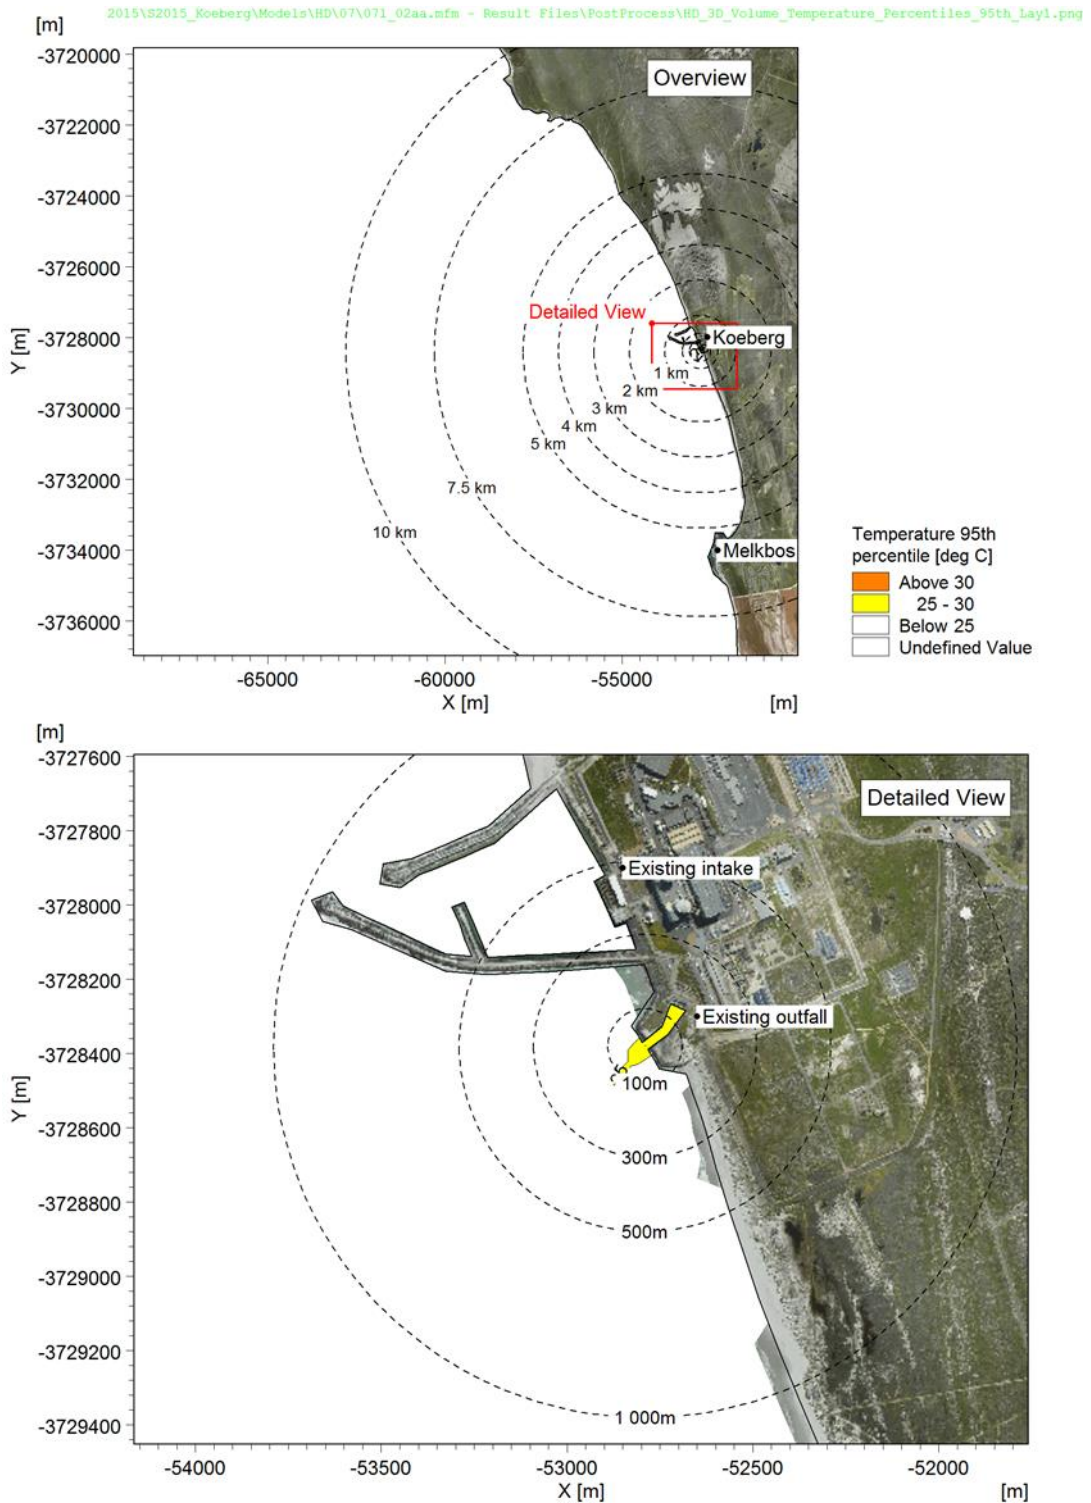 2015\S2015_Koeberg\Models\HD\07\071_02aa.mfm - Result Files\PostProcess\HD_3D_Volume_Temperature_Percentiles_95th_Lay1.png
[m]
-3720000
Overview
-3722000
-3724000
-3726000
Detailed View
Y [m]
-3728000
Koeberg
1 km
2 km
-3730000
3 km
4 km
5 km
-3732000
7.5 km
10 km
-3734000
Melkbos
-3736000
-65000
-60000
-55000
X [m]
[m]
Temperature 95th
percentile [deg C]
Above 30
25 - 30
Below 25
Undefined Value
[m]
-3727600
Detailed View
-3727800
Existing intake
-3728000
-3728200
Existing outfall
-3728400
100m
Y [m]
-3728600
300m
-3728800
500m
-3729000
-3729200
-3729400
1 000m
-54000
-53500
-53000
-52500
-52000
X [m]
[m]